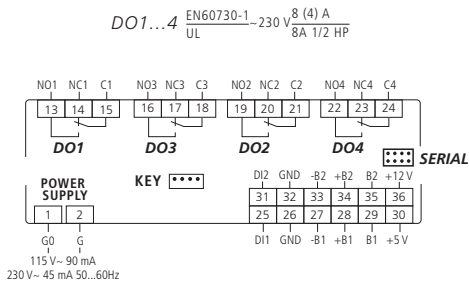 DO1...4 EN60730-1 ~230 V 8 (4) A
UL 8A 1/2 HP
NO1 NC1 C1 NO3 NC3 C3 NO2 NC2 C2 NO4 NC4 C4
13 14 15 16 17 18 19 20 21 22 23 24
DO1 DO3 DO2 DO4
SERIAL
KEY
POWER
SUPPLY
DI2 GND -B2 +B2 B2 +12 V
31 32 33 34 35 36
1 2 25 26 27 28 29 30
G0 G DI1 GND -B1 +B1 B1 +5 V
115 V~ 90 mA
230 V~ 45 mA 50...60Hz